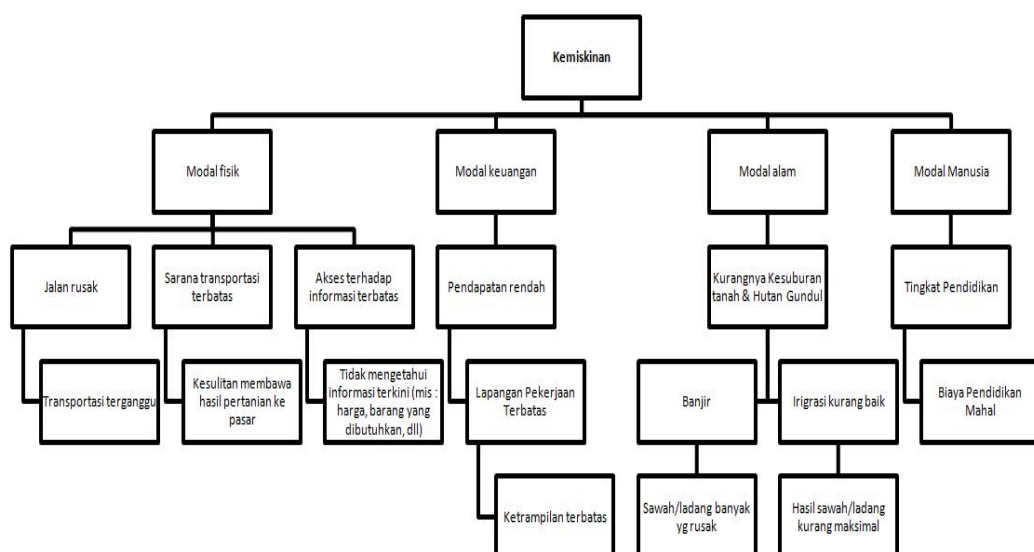 Kemiskinan
Modal fisik
Modal keuangan
Modal alam
Modal Manusia
Jalan rusak
Sarana transportasi
terbatas
Akses terhadap
informasi terbatas
Pendapatan rendah
Kurangnya Kesuburan
tanah & Hutan Gundul
Tingkat Pendidikan
Transportasi terganggu
Kesulitan membawa
hasil pertanian ke
pasar
Tidak mengetahui
informasi terkini (mis :
harga, barang yang
dibutuhkan, dll)
Lapangan Pekerjaan
Terbatas
Banjir
Irigrasi kurang baik
Biaya Pendidikan
Mahal
Ketrampilan terbatas
Sawah/ladang banyak
yg rusak
Hasil sawah/ladang
kurang maksimal